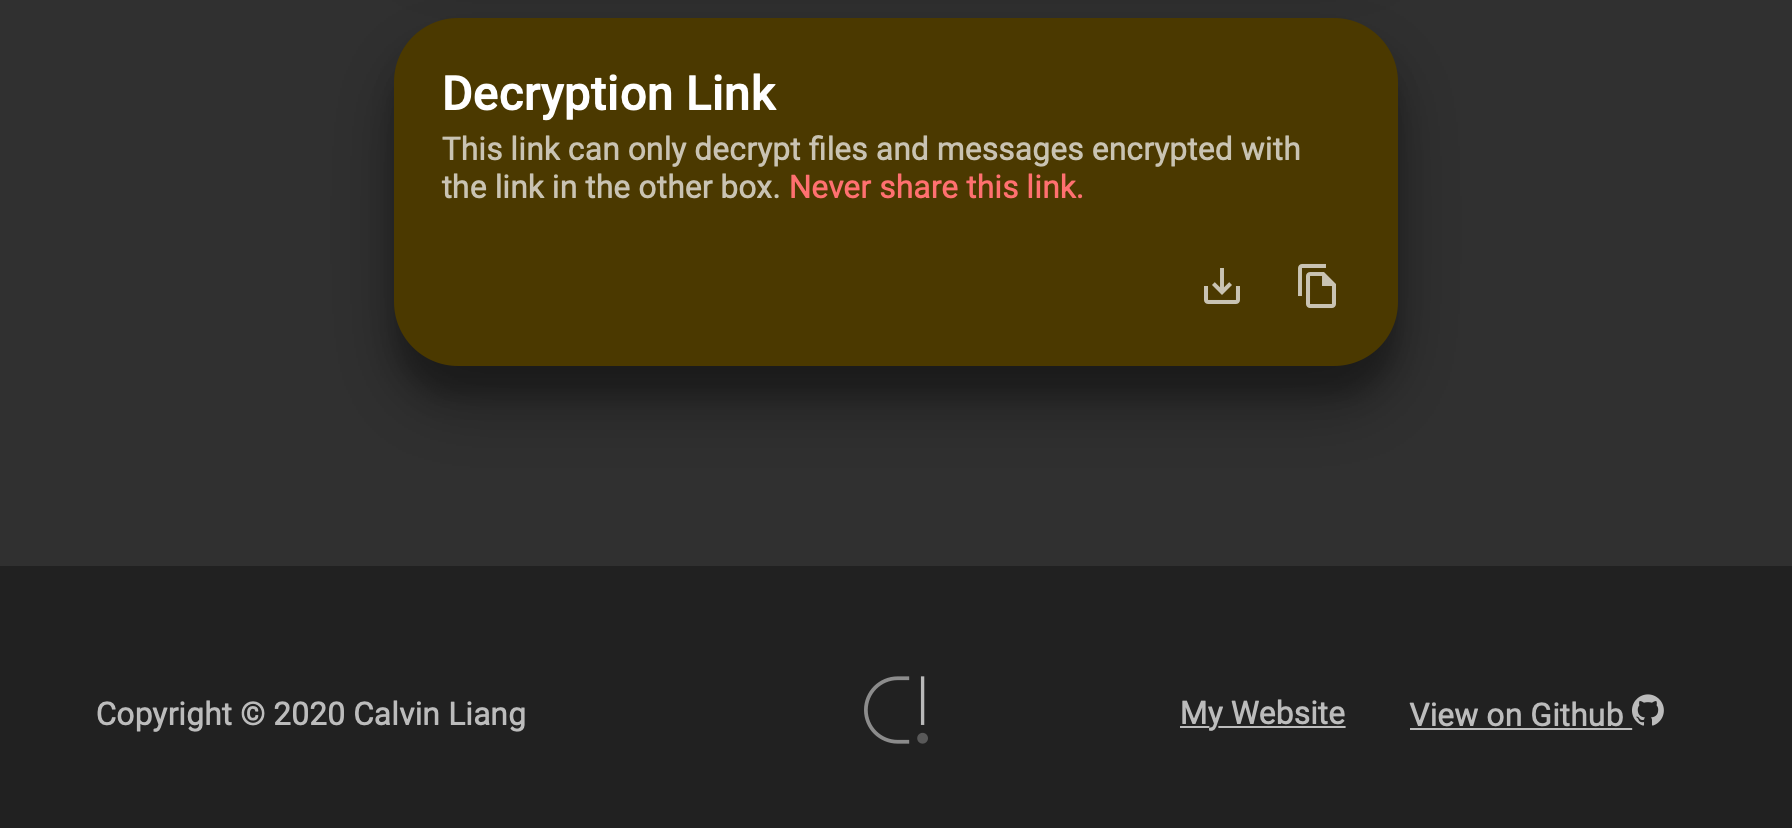 Decryption Link
This link can only decrypt files and messages encrypted with
the link in the other box. Never share this link.
Copyright © 2020 Calvin Liang
My Website
View on Github